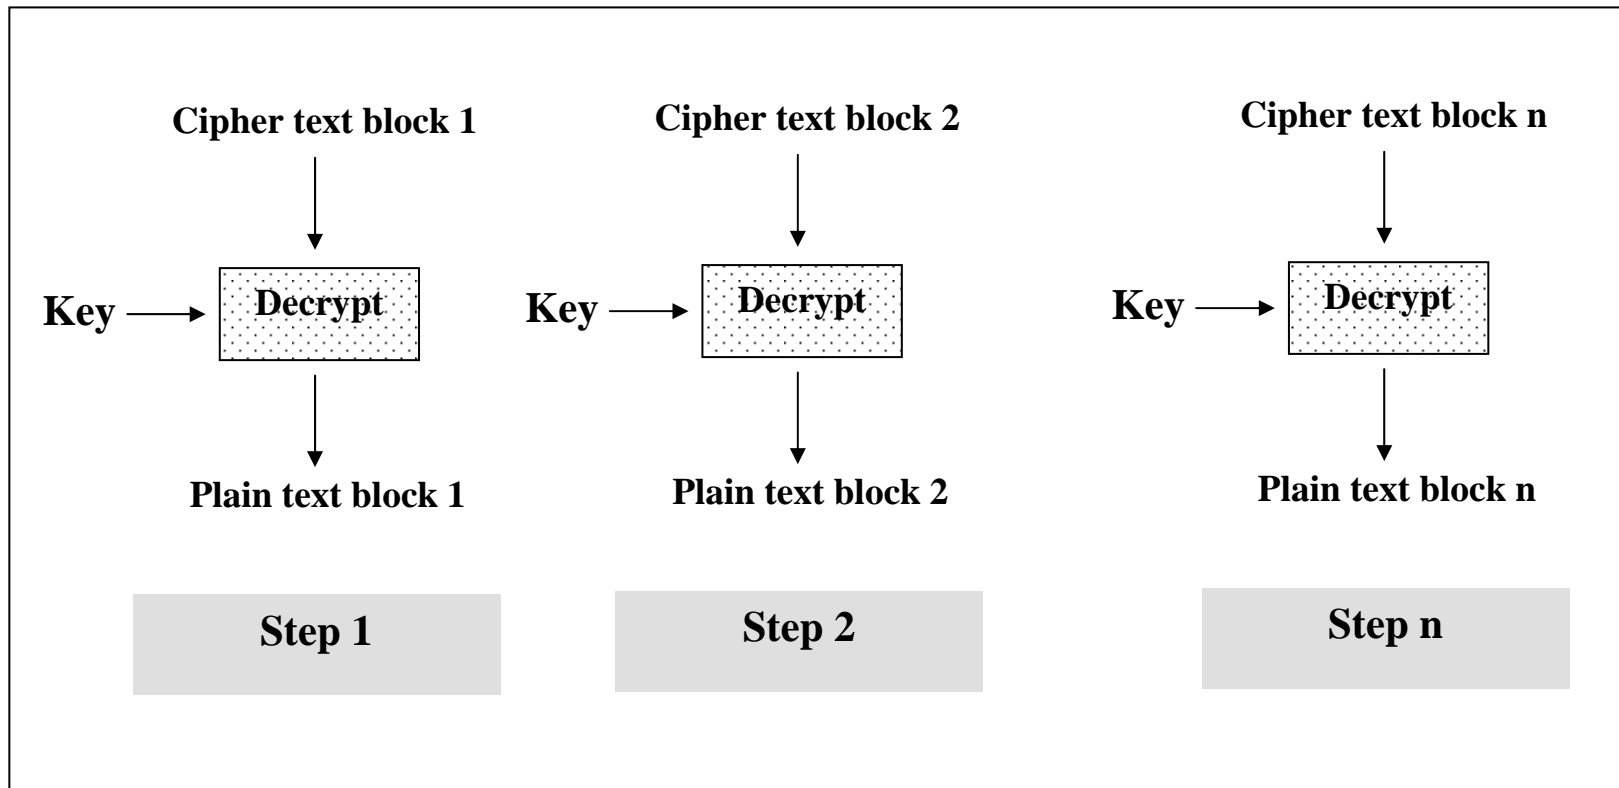 Cipher text block 1
Cipher text block 2
Cipher text block n
Key
Decrypt
Key
Decrypt
Key
Decrypt
Plain text block 1
Plain text block 2
Plain text block n
Step 1
Step 2
Step n